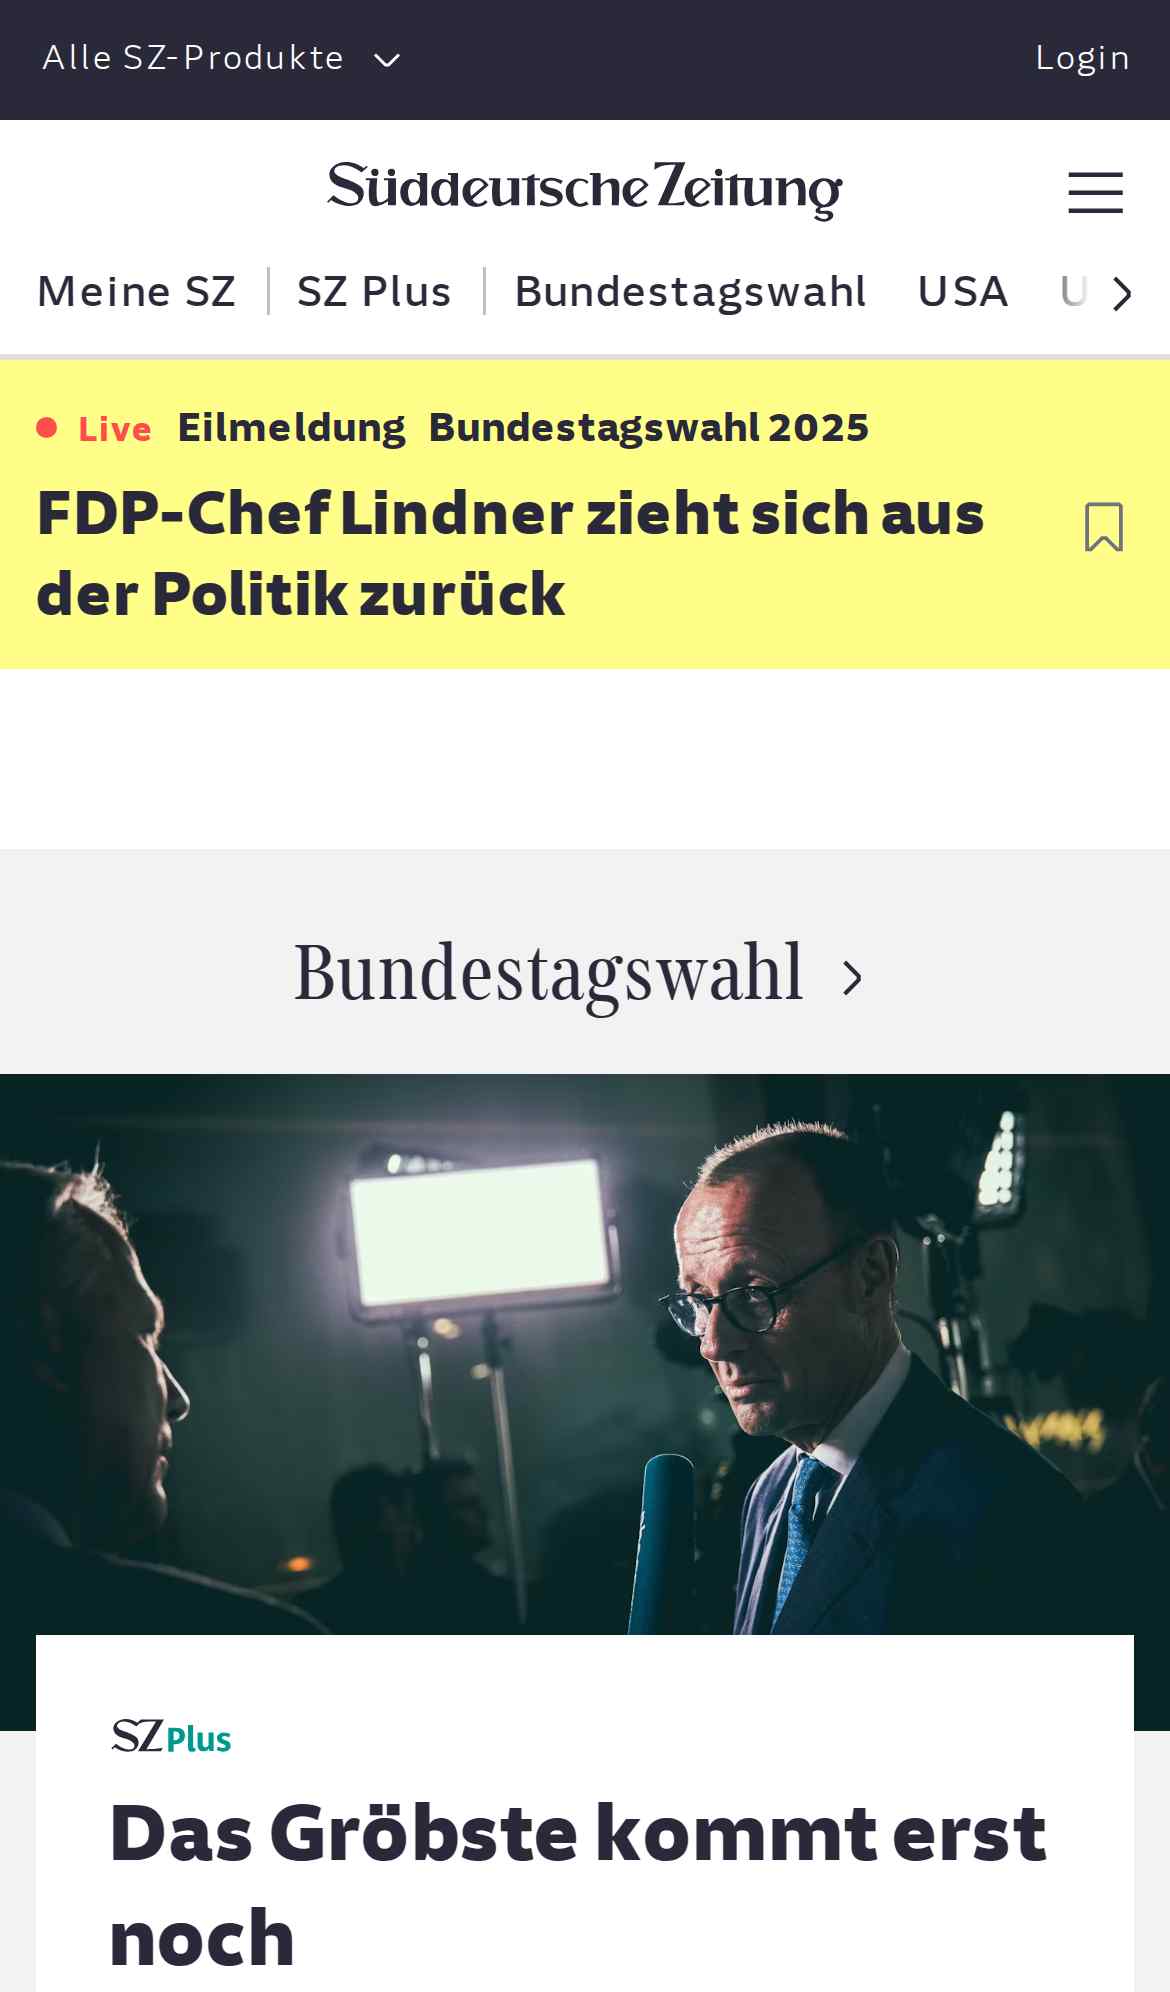 Alle SZ-Produkte
Login
Süddeutsche Zeitung
Meine SZ SZ Plus Bundestagswahl USA U
Live Eilmeldung Bundestagswahl 2025
FDP-Chef Lindner zieht sich aus
der Politik zurück
Bundestagswahl
SZ Plus
Das Gröbste kommt erst
noch